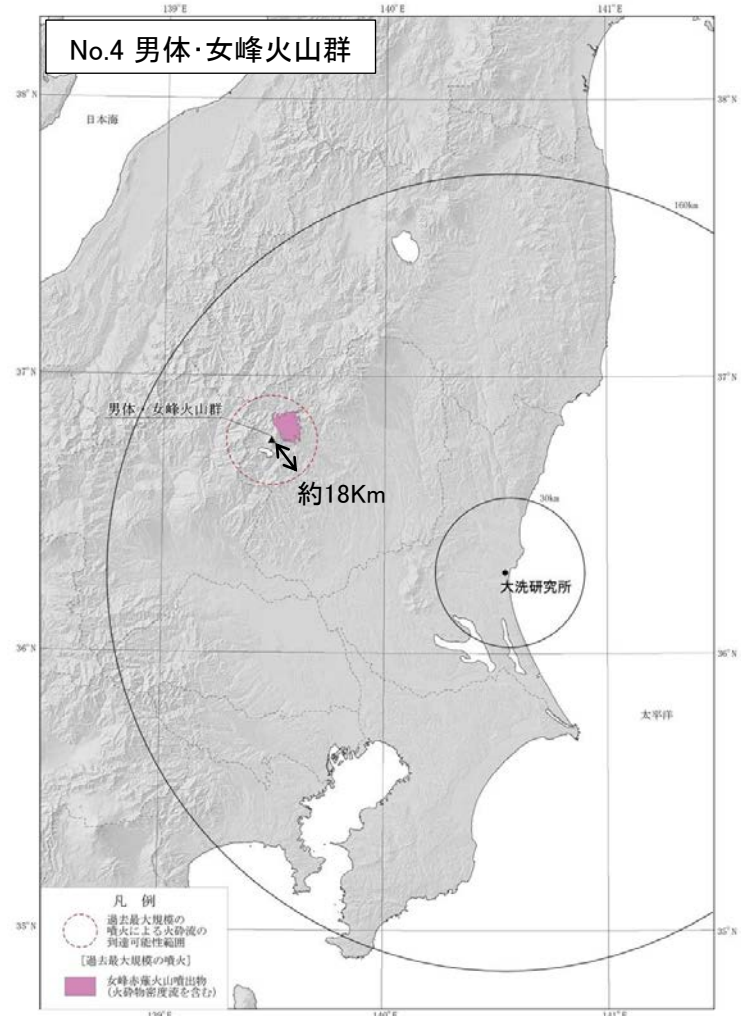 139°E
140°E
141°E
No.4 男体・女峰火山群
38°N
38°N
日本海
160km
37°N
37°N
男体・女峰火山群
約18Km
30km
大洗研究所
36°N
36°N
太平洋
凡 例
過去最大規模の
噴火による火砕流の
到達可能性範囲
[過去最大規模の噴火]
女峰赤薙火山噴出物
(火砕物密度流を含む)
35°N
35°N
139°E
140°E
141°E